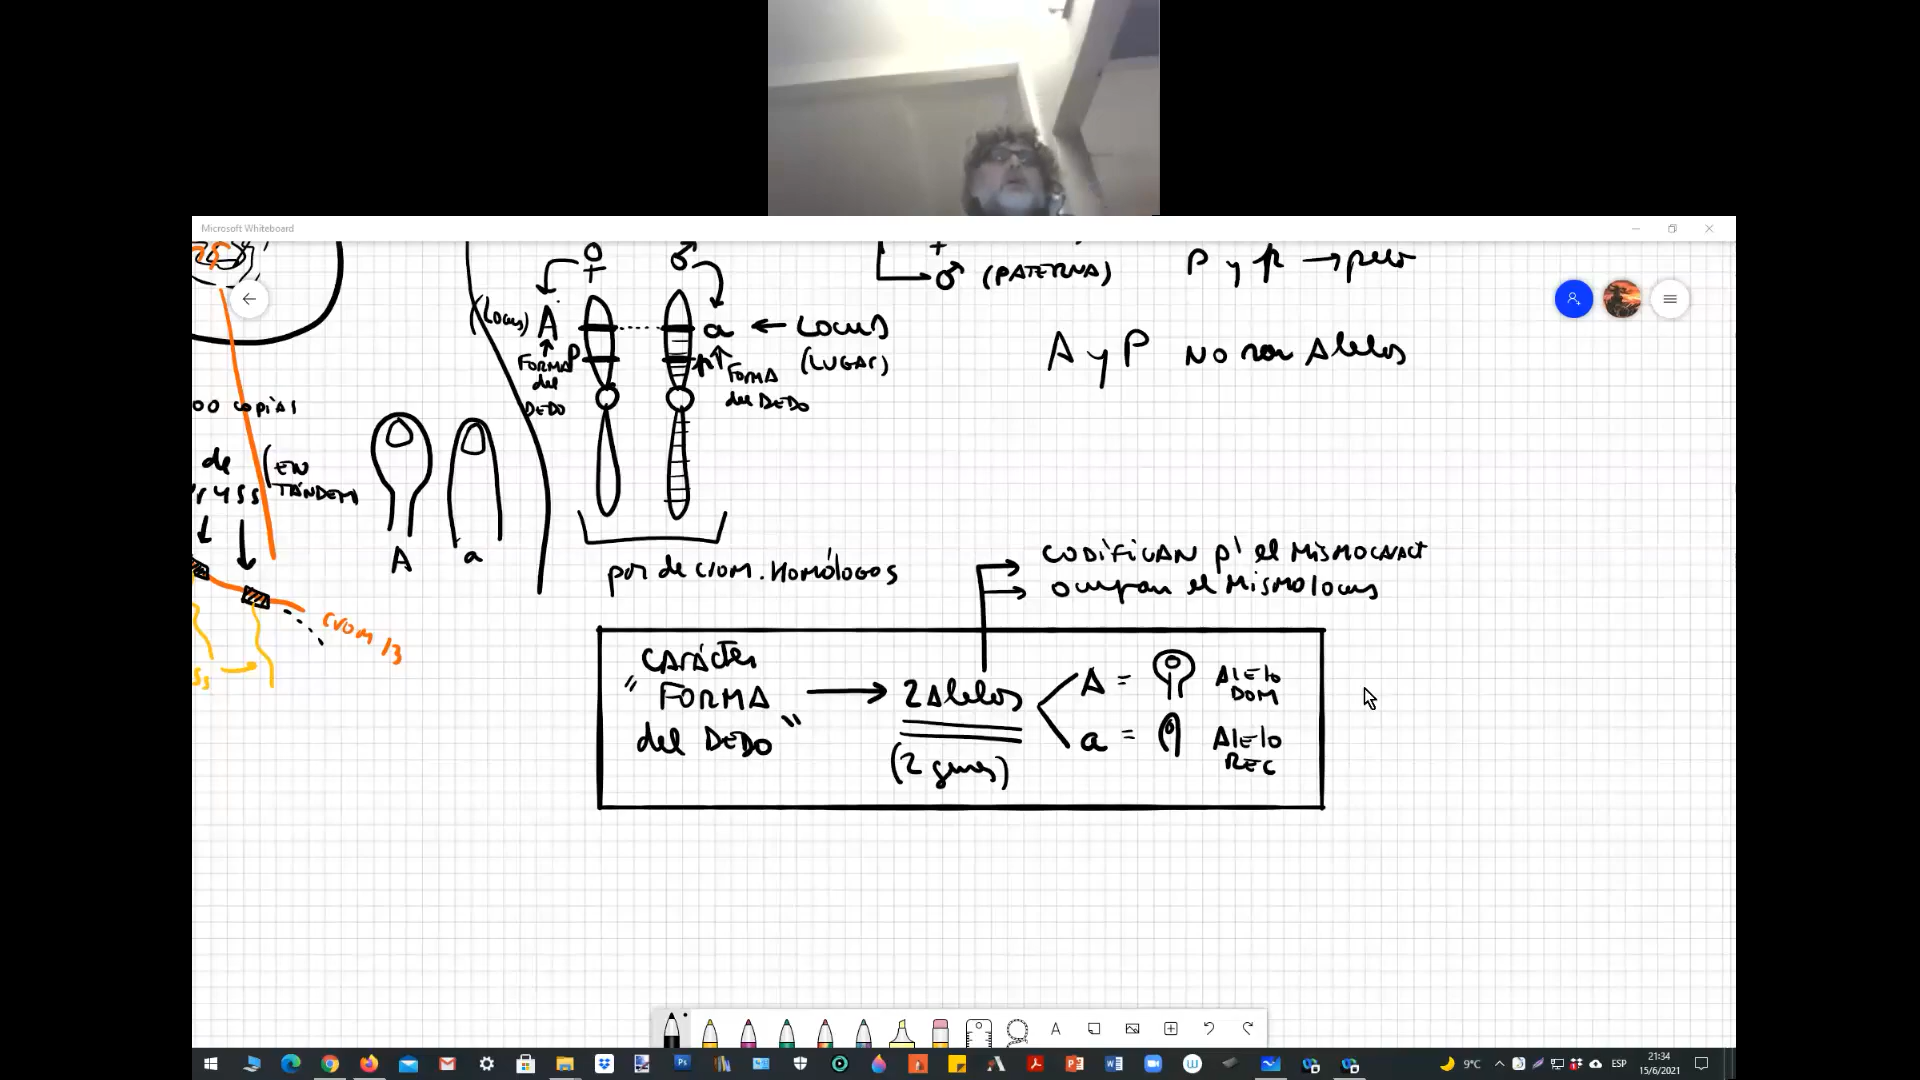 Microsoft Whiteboard
(PATERNA)
P y p → pelo
(Locus) A
a ← Locus
(LUGAR)
P
p
FORMA
del
DEDO
FORMA
del DEDO
A y P NO son Alelos
00 copias
de
(EN
TÁNDEM
r y 5s
A
a
par de crom. Homólogos
CODIFICAN p' el MISMO CARACT
ocupan el MISMO locus
crom 13
5s
CARÁCTER
" FORMA
del DEDO "
2 Alelos
(2 genes)
A =
Alelo
DOM
a =
Alelo
REC
A
9°C
ESP
21:34
15/6/2021